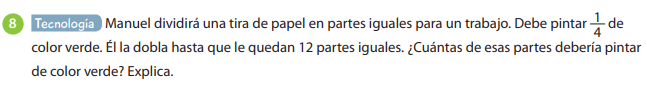 8 Tecnología Manuel dividirá una tira de papel en partes iguales para un trabajo. Debe pintar 1/4 de
color verde. Él la dobla hasta que le quedan 12 partes iguales. ¿Cuántas de esas partes debería pintar
de color verde? Explica.